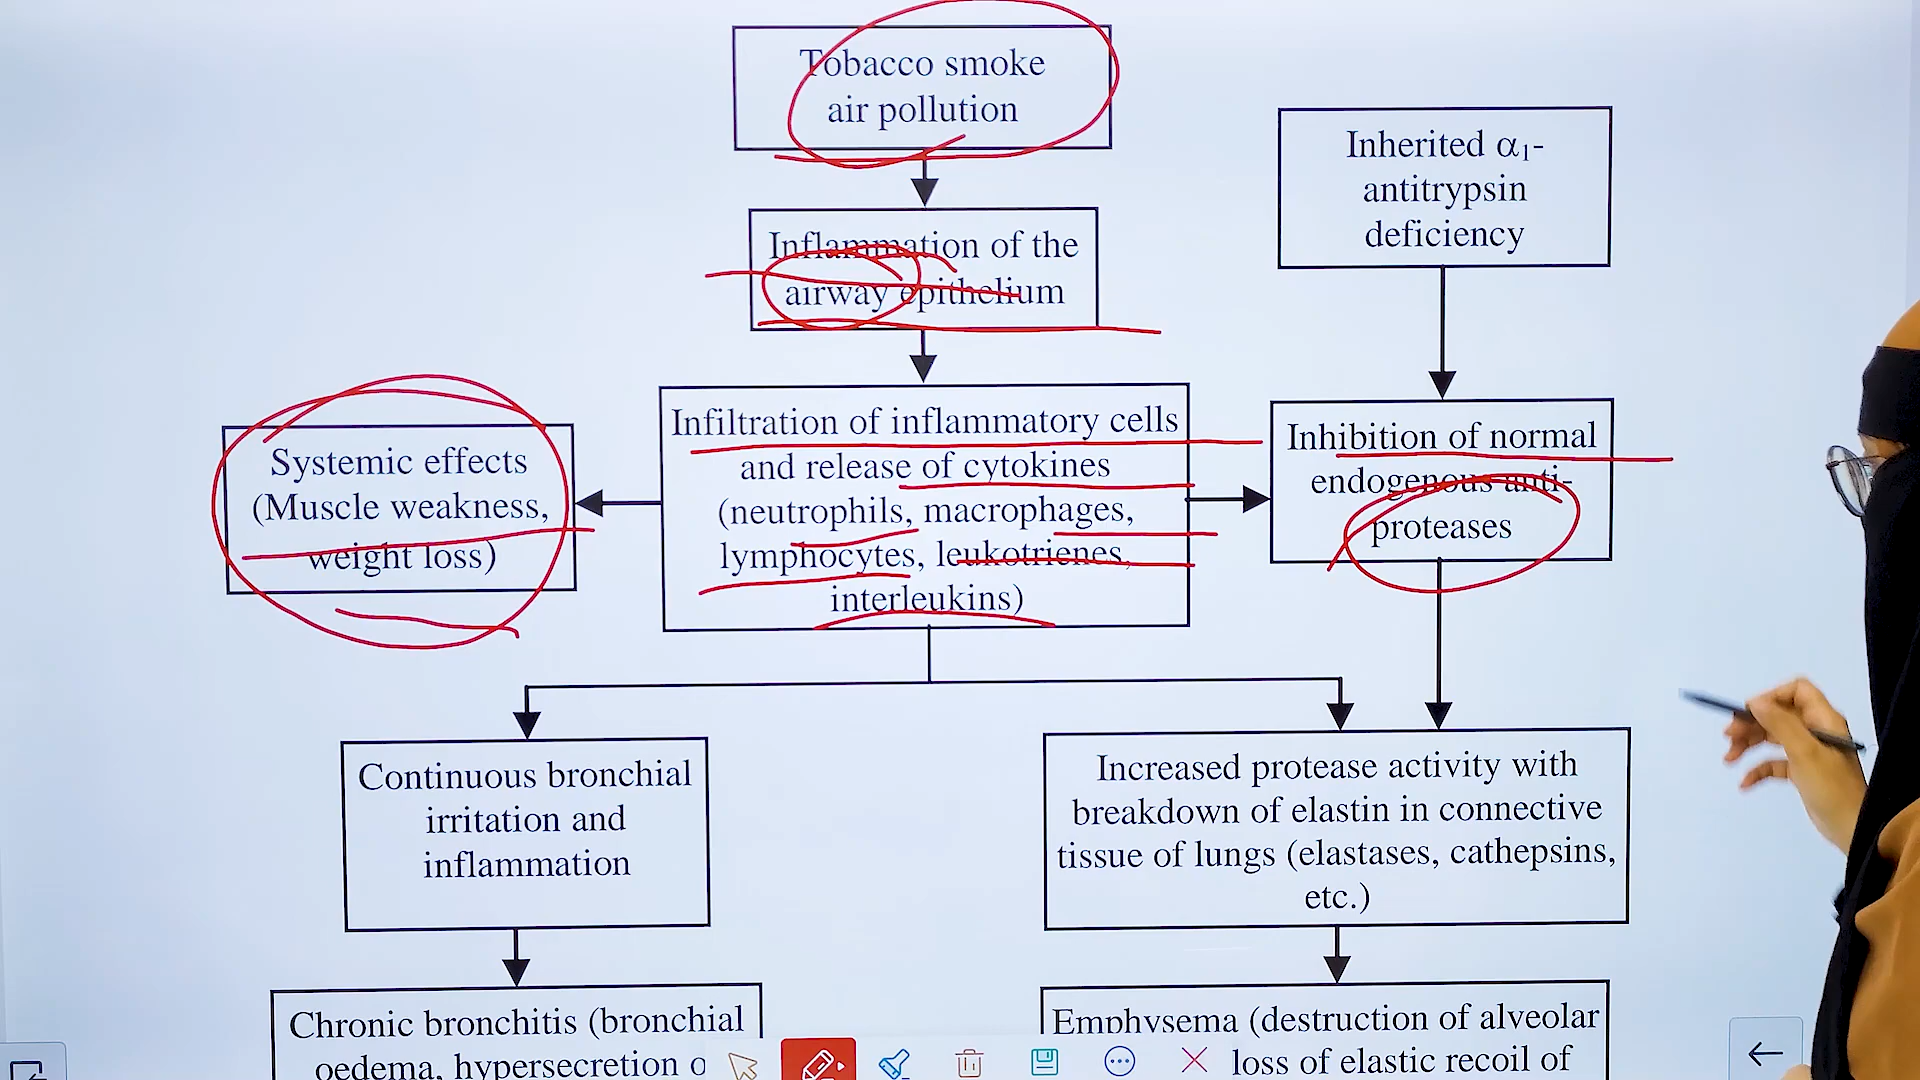 Tobacco smoke
air pollution
Inherited α₁-
antitrypsin
deficiency
Inflammation of the
airway epithelium
Systemic effects
(Muscle weakness,
weight loss)
Infiltration of inflammatory cells
and release of cytokines
(neutrophils, macrophages,
lymphocytes, leukotrienes,
interleukins)
Inhibition of normal
endogenous anti-
proteases
Continuous bronchial
irritation and
inflammation
Increased protease activity with
breakdown of elastin in connective
tissue of lungs (elastases, cathepsins,
etc.)
Chronic bronchitis (bronchial
oedema, hypersecretion o
Emphysema (destruction of alveolar
loss of elastic recoil of